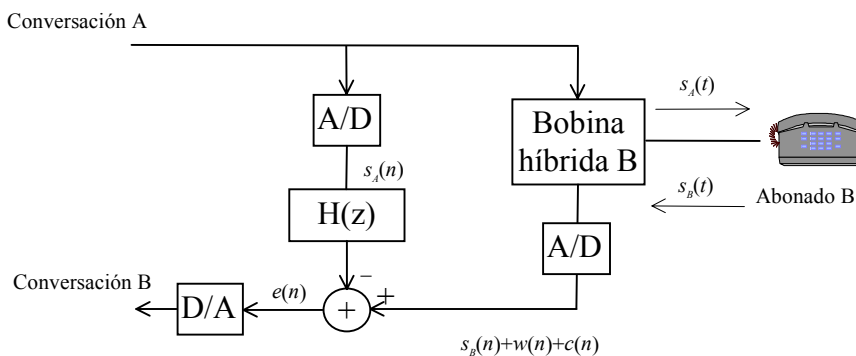 Conversación A
A/D
s_A(n)
H(z)
Bobina
híbrida B
s_A(t)
s_B(t)
Abonado B
A/D
Conversación B
D/A
e(n)
−
+
+
s_B(n)+w(n)+c(n)